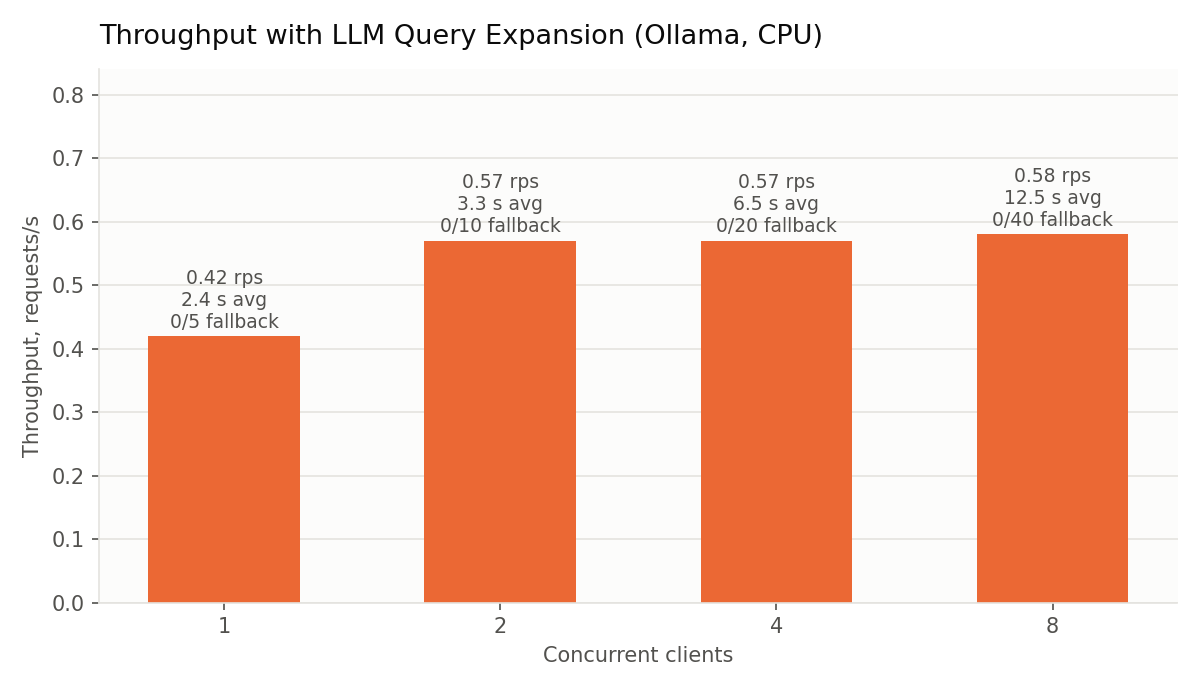 Throughput with LLM Query Expansion (Ollama, CPU)
Throughput, requests/s
0.8
0.7
0.6
0.5
0.4
0.3
0.2
0.1
0.0
0.42 rps
2.4 s avg
0/5 fallback
0.57 rps
3.3 s avg
0/10 fallback
0.57 rps
6.5 s avg
0/20 fallback
0.58 rps
12.5 s avg
0/40 fallback
1
2
4
8
Concurrent clients